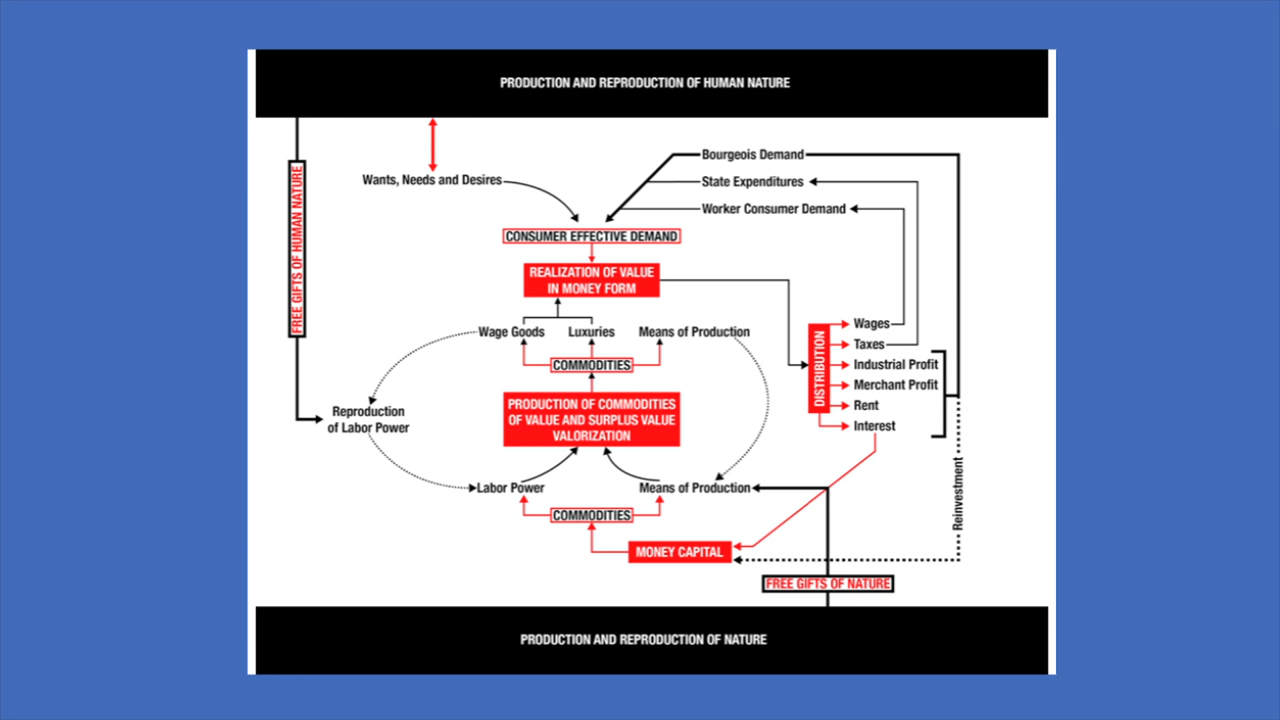 PRODUCTION AND REPRODUCTION OF HUMAN NATURE
FREE GIFTS OF HUMAN NATURE
Wants, Needs and Desires
Bourgeois Demand
State Expenditures
Worker Consumer Demand
CONSUMER EFFECTIVE DEMAND
REALIZATION OF VALUE
IN MONEY FORM
Wage Goods
Luxuries
Means of Production
COMMODITIES
DISTRIBUTION
Wages
Taxes
Industrial Profit
Merchant Profit
Rent
Interest
PRODUCTION OF COMMODITIES
OF VALUE AND SURPLUS VALUE
VALORIZATION
Reproduction
of Labor Power
Labor Power
Means of Production
COMMODITIES
MONEY CAPITAL
Reinvestment
FREE GIFTS OF NATURE
PRODUCTION AND REPRODUCTION OF NATURE